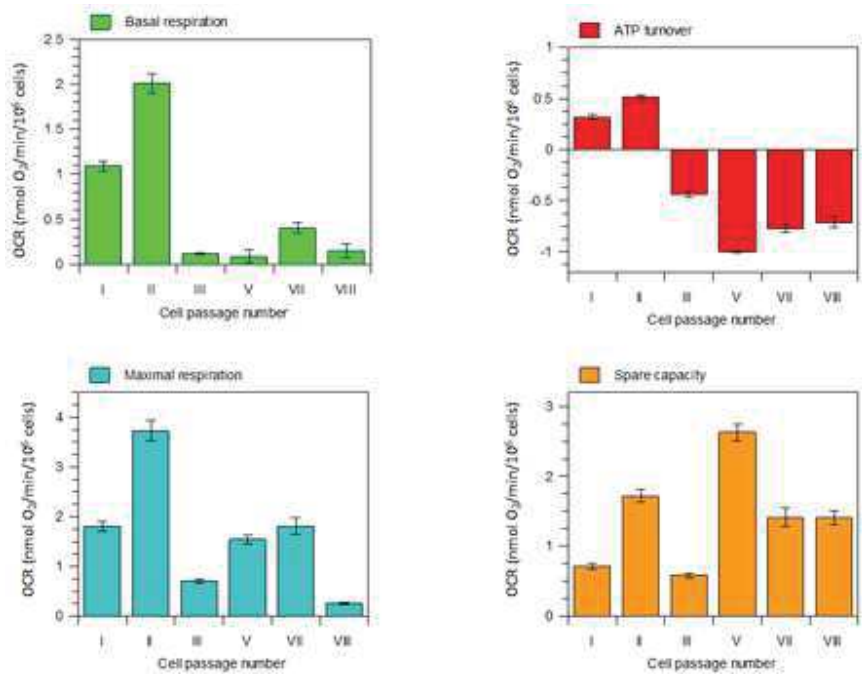 Basal respiration
OCR (nmol O₂/min/10⁶ cells)
2.5
2
1.5
1
0.5
0
I II III V VII VIII
Cell passage number
ATP turnover
OCR (nmol O₂/min/10⁶ cells)
1
0.5
0
-0.5
-1
I II III V VII VIII
Cell passage number
Maximal respiration
OCR (nmol O₂/min/10⁶ cells)
4
3
2
1
0
I II III V VII VIII
Cell passage number
Spare capacity
OCR (nmol O₂/min/10⁶ cells)
3
2
1
0
I II III V VII VIII
Cell passage number